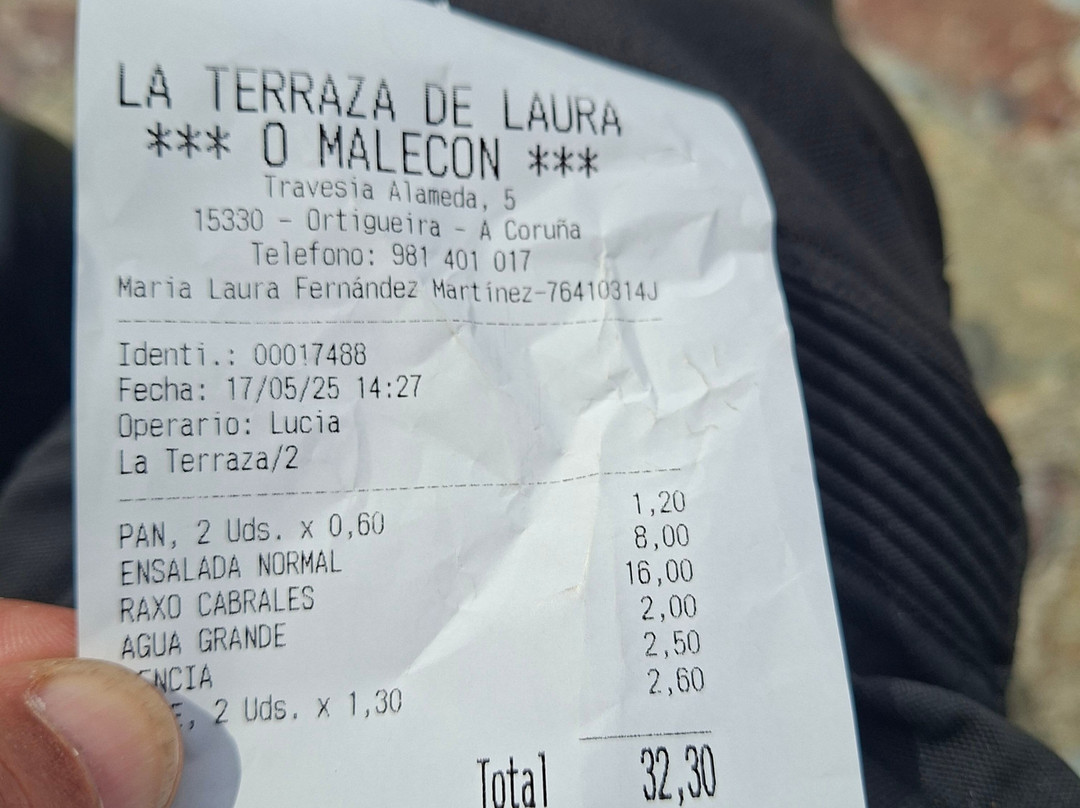 LA TERRAZA DE LAURA
*** O MALECON ***
Travesia Alameda, 5
15330 - Ortigueira - A Coruña
Telefono: 981 401 017
Maria Laura Fernández Martínez-76410314J
Identi.: 00017488
Fecha: 17/05/25 14:27
Operario: Lucia
La Terraza/2
PAN, 2 Uds. x 0,60 1,20
ENSALADA NORMAL 8,00
RAXO CABRALES 16,00
AGUA GRANDE 2,00
2,50
2 Uds. x 1,30 2,60
Total 32,30